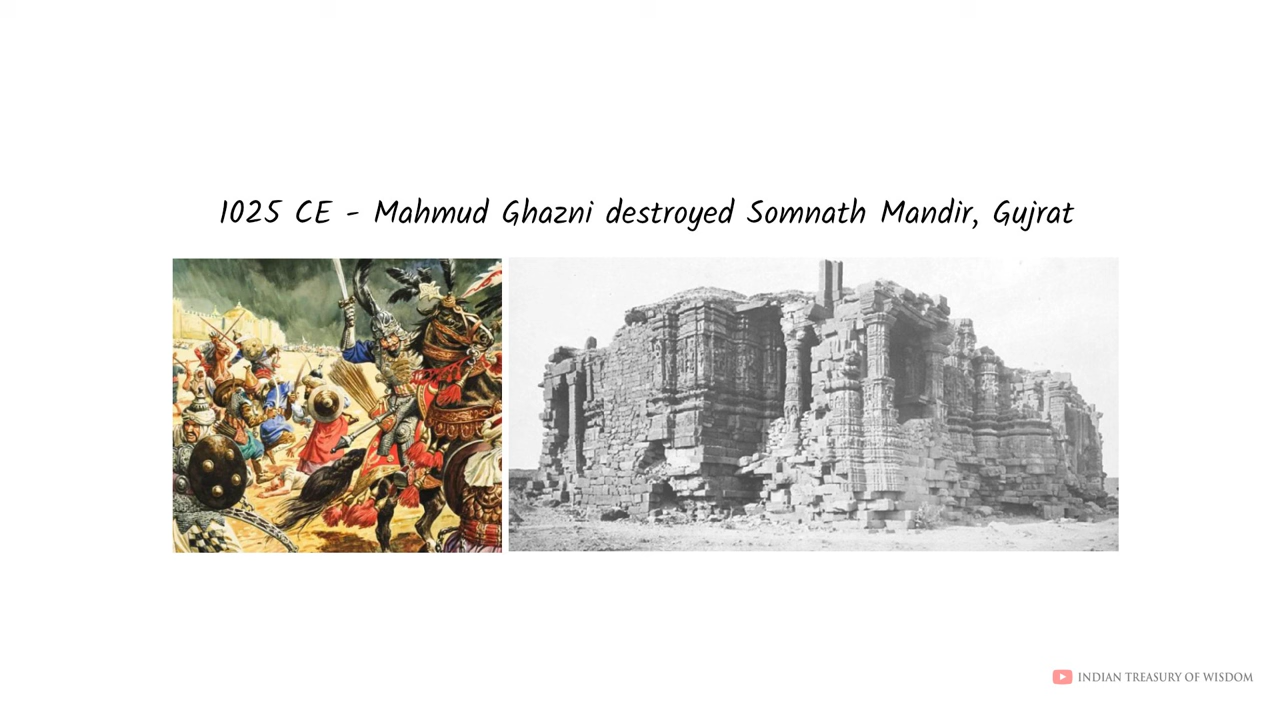 1025 CE - Mahmud Ghazni destroyed Somnath Mandir, Gujrat
INDIAN TREASURY OF WISDOM